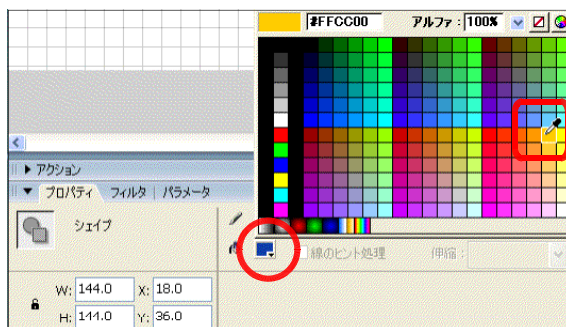 #FFCC00 アルファ：100%
アクション
プロパティ フィルタ パラメータ
シェイプ
線のヒント処理 伸縮：
W: 144.0 X: 18.0
H: 144.0 Y: 36.0